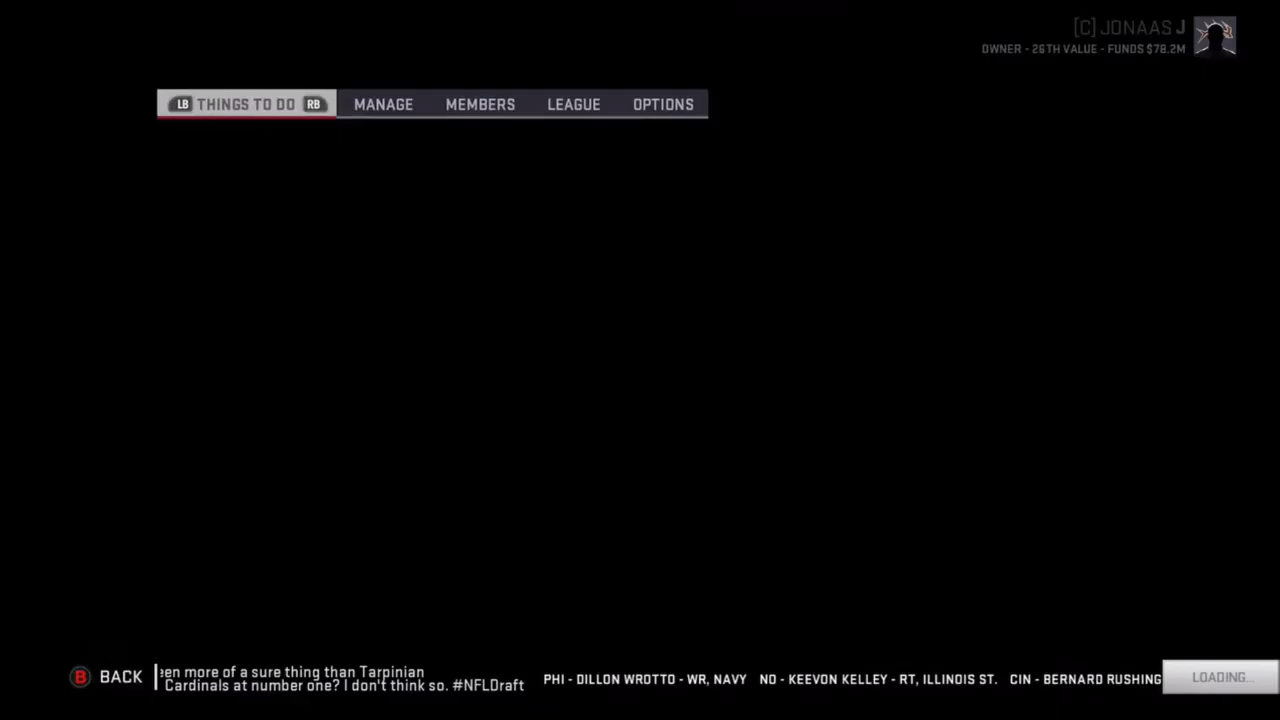 [C] JONAAS J
OWNER - 26TH VALUE - FUNDS $78.2M
LB THINGS TO DO RB MANAGE MEMBERS LEAGUE OPTIONS
B BACK
en more of a sure thing than Tarpinian
Cardinals at number one? I don't think so. #NFLDraft
PHI - DILLON WROTTO - WR, NAVY NO - KEEVON KELLEY - RT, ILLINOIS ST. CIN - BERNARD RUSHING
LOADING...